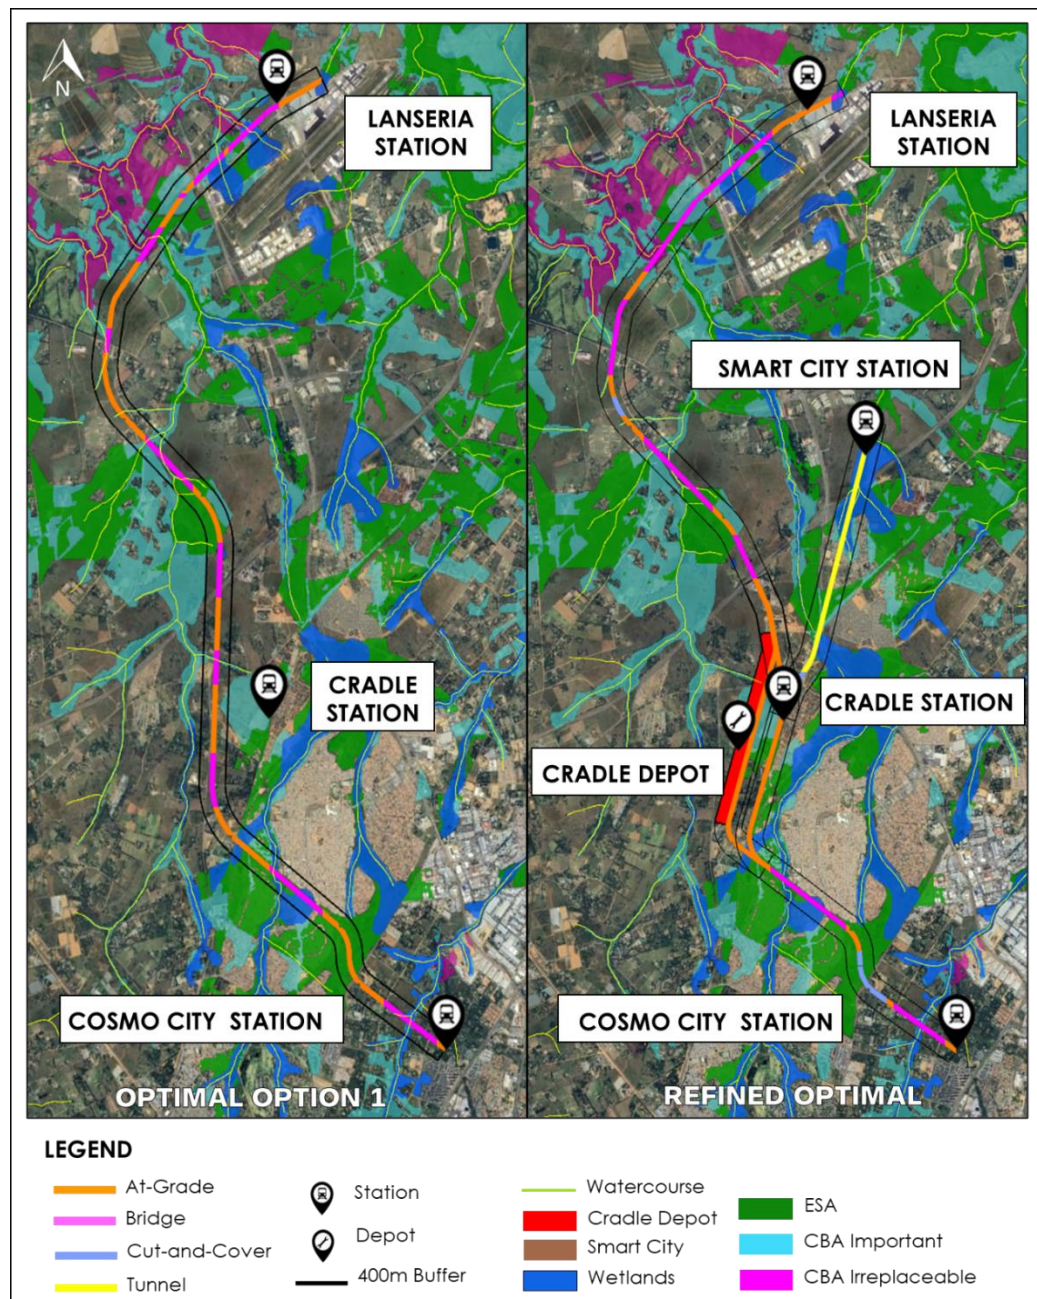 N
LANSERIA
STATION
CRADLE
STATION
COSMO CITY STATION
OPTIMAL OPTION 1
LANSERIA
STATION
SMART CITY STATION
CRADLE STATION
CRADLE DEPOT
COSMO CITY STATION
REFINED OPTIMAL
LEGEND
At-Grade
Bridge
Cut-and-Cover
Tunnel
Station
Depot
400m Buffer
Watercourse
Cradle Depot
Smart City
Wetlands
ESA
CBA Important
CBA Irreplaceable